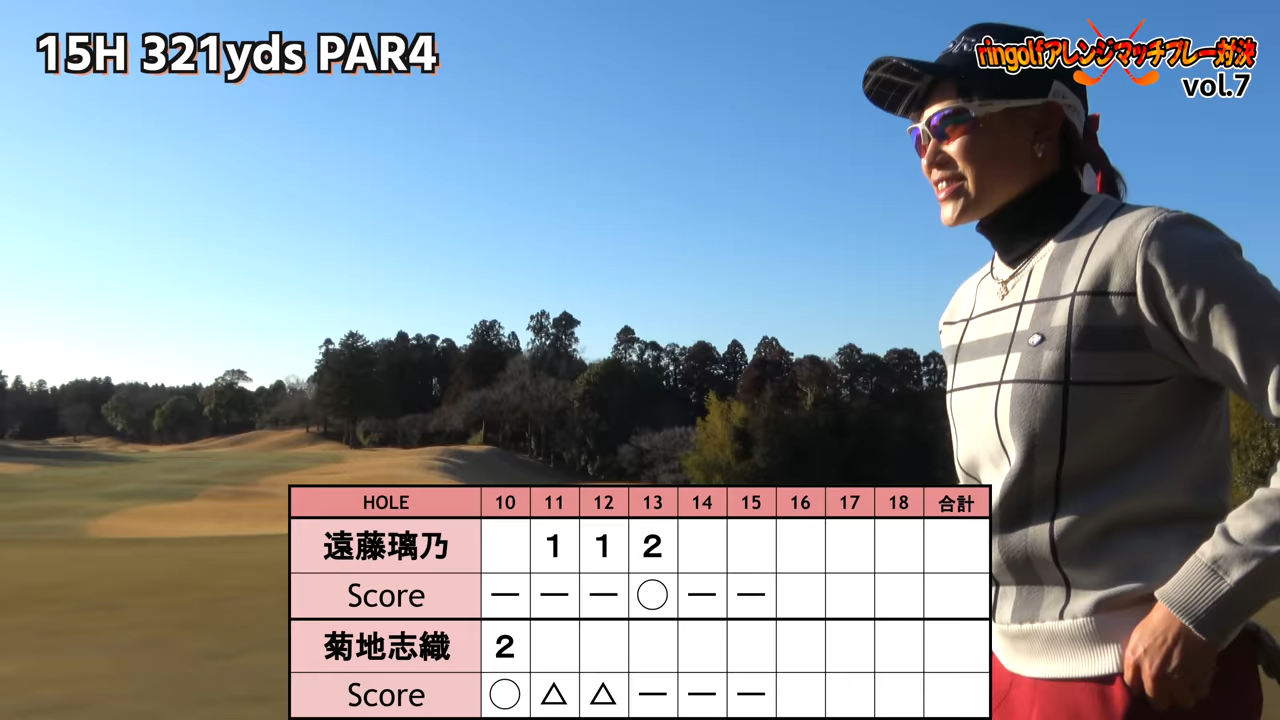 15H 321yds PAR4
ringolfアレンジマッチプレー対決
vol.7
HOLE 10 11 12 13 14 15 16 17 18 合計
遠藤璃乃 1 1 2
Score — — — ○ — —
菊地志織 2
Score ○ △ △ — — —